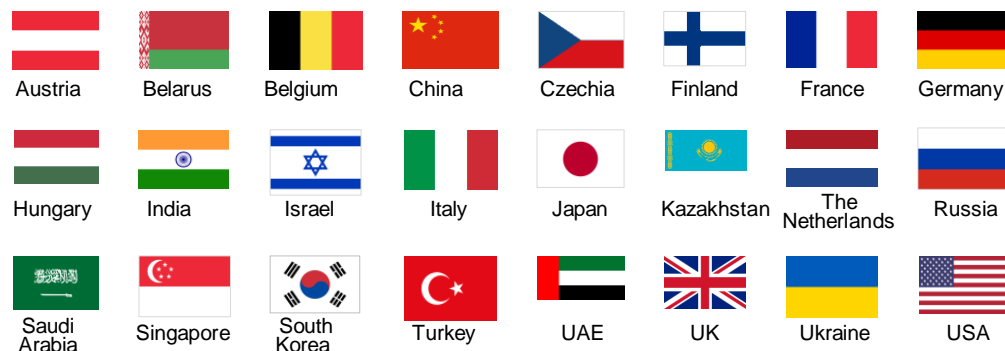 Austria
Belarus
Belgium
China
Czechia
Finland
France
Germany
Hungary
India
Israel
Italy
Japan
Kazakhstan
The
Netherlands
Russia
Saudi
Arabia
Singapore
South
Korea
Turkey
UAE
UK
Ukraine
USA